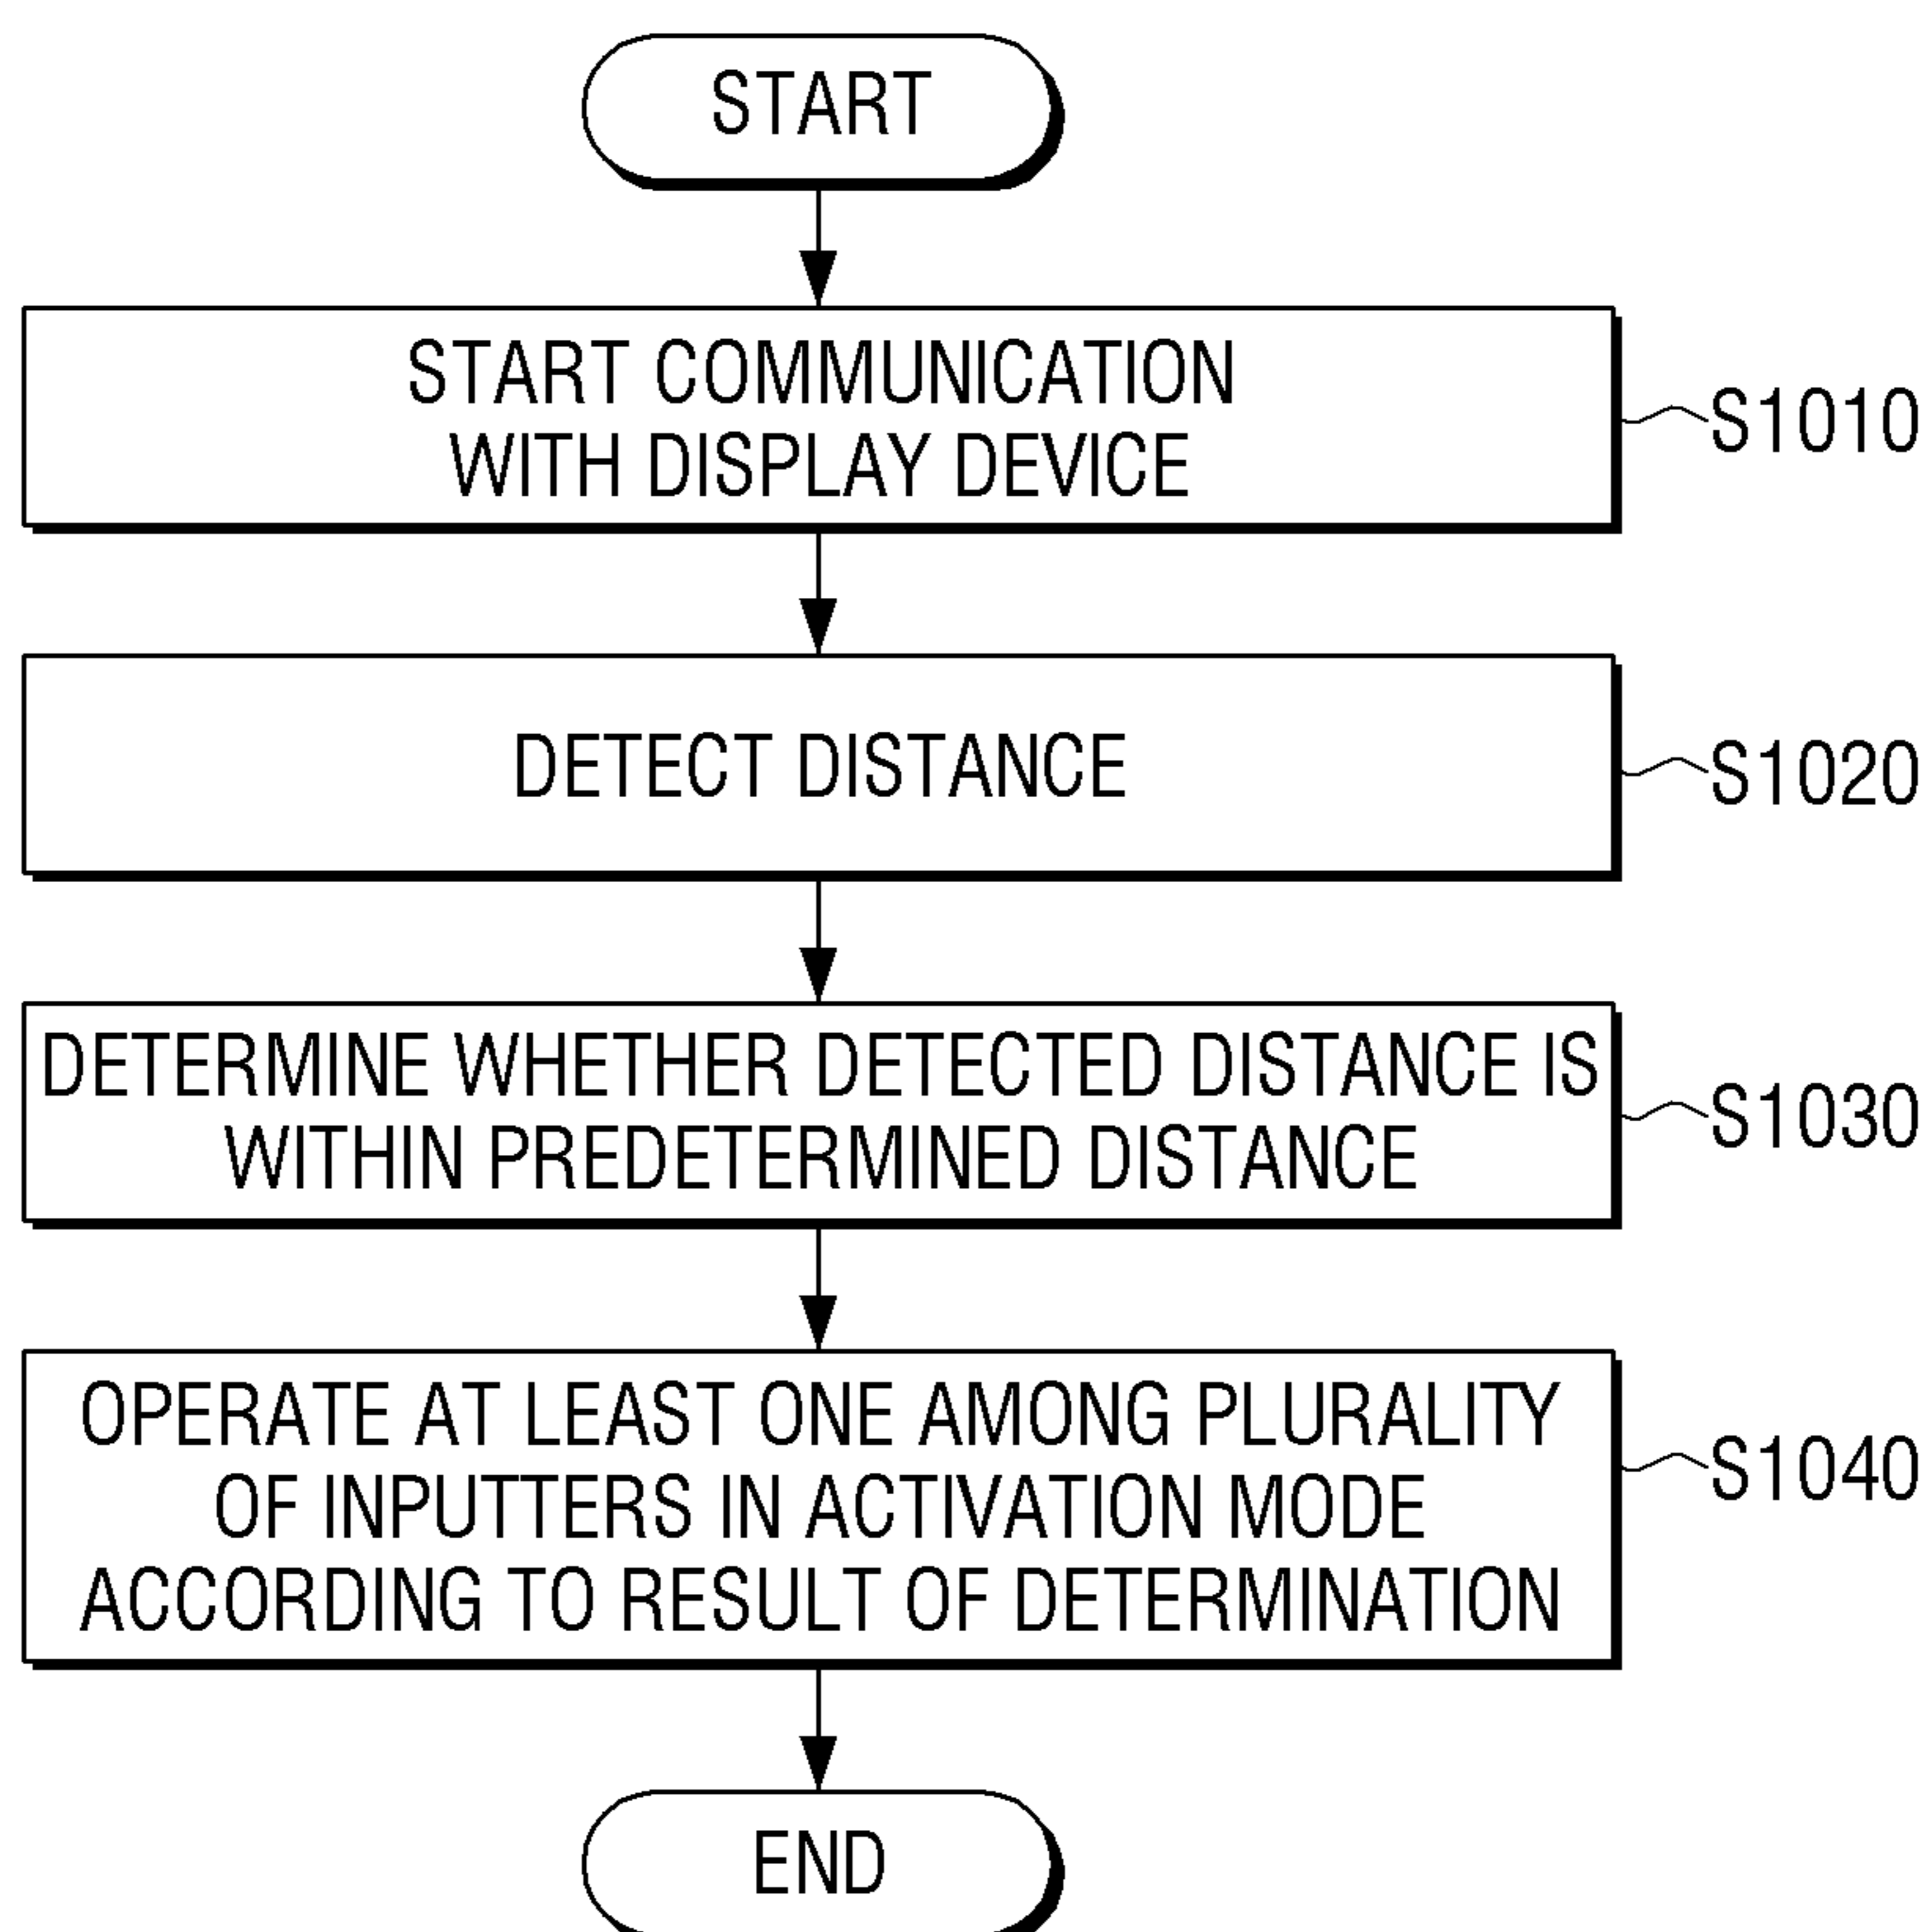 START
START COMMUNICATION
WITH DISPLAY DEVICE
S1010
DETECT DISTANCE
S1020
DETERMINE WHETHER DETECTED DISTANCE IS
WITHIN PREDETERMINED DISTANCE
S1030
OPERATE AT LEAST ONE AMONG PLURALITY
OF INPUTTERS IN ACTIVATION MODE
ACCORDING TO RESULT OF DETERMINATION
S1040
END